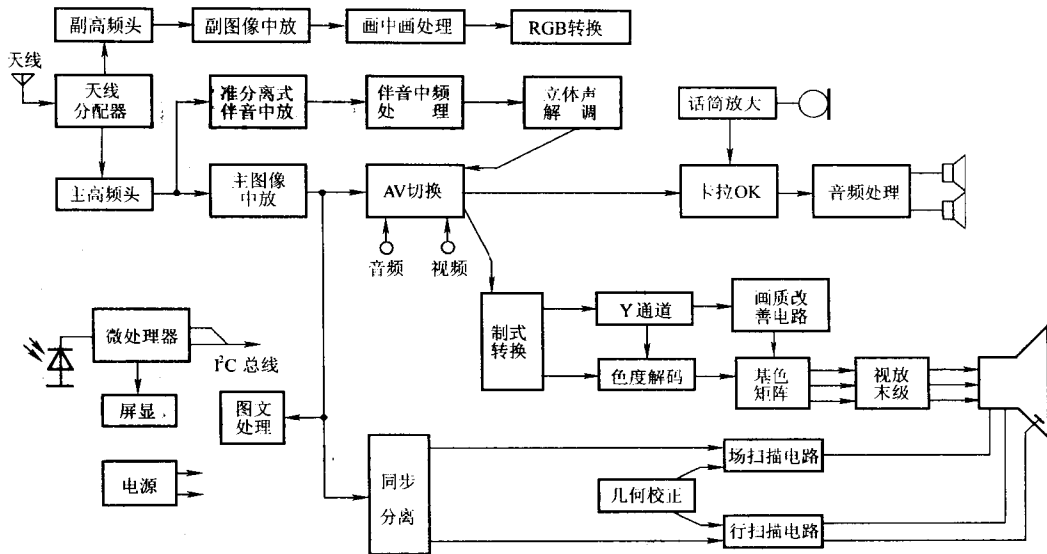 副高频头
副图像中放
画中画处理
RGB转换
天线
天线
分配器
准分离式
伴音中放
伴音中频
处 理
立体声
解 调
话筒放大
主高频头
主图像
中放
AV切换
卡拉OK
音频处理
音频
视频
制式
转换
Y通道
画质改
善电路
微处理器
I²C 总线
色度解码
基色
矩阵
视放
末级
屏显
图文
处理
电源
同步
分离
场扫描电路
几何校正
行扫描电路